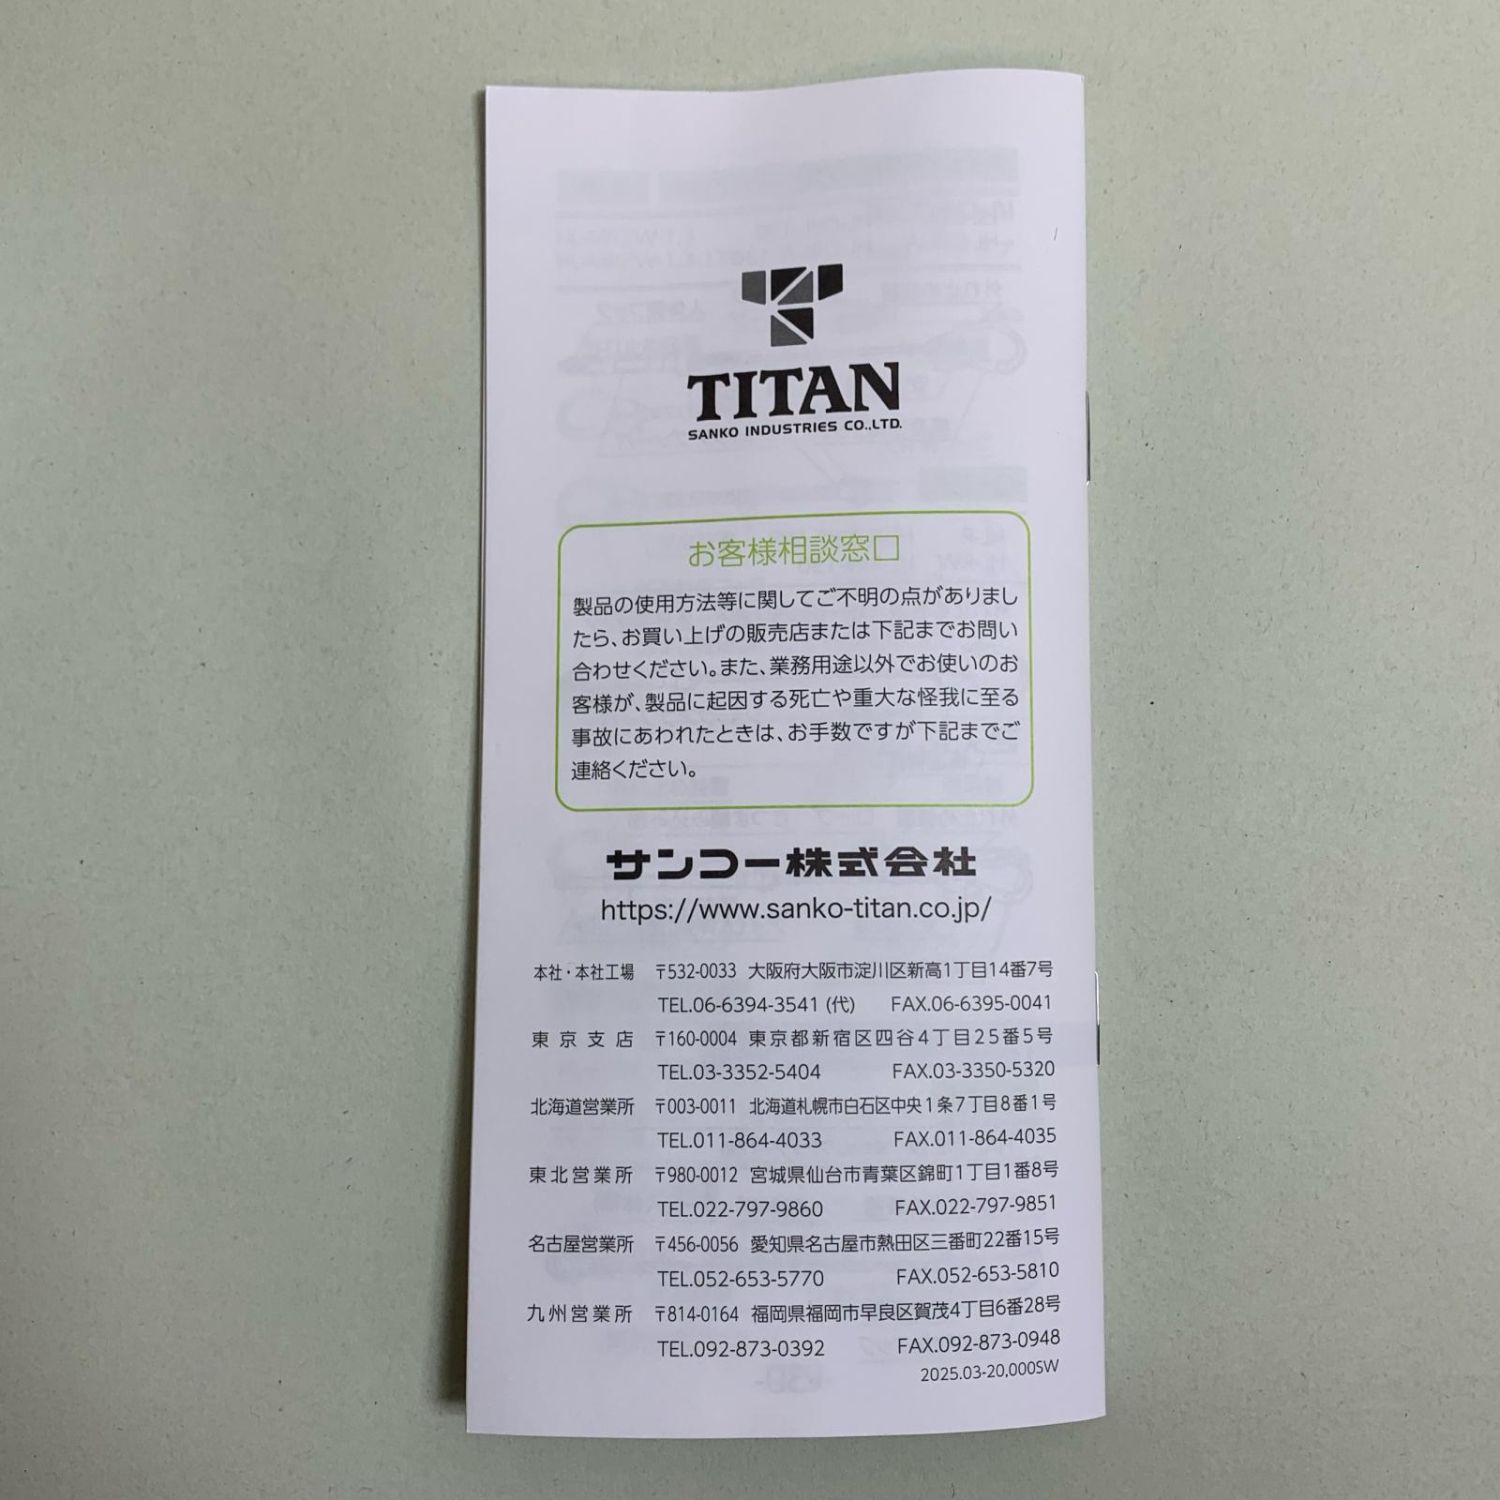 TITAN
SANKO INDUSTRIES CO.,LTD.
お客様相談窓口
製品の使用方法等に関してご不明の点がありまし
たら、お買い上げの販売店または下記までお問い
合わせください。また、業務用途以外でお使いのお
客様が、製品に起因する死亡や重大な怪我に至る
事故にあわれたときは、お手数ですが下記までご
連絡ください。
サンコー株式会社
https://www.sanko-titan.co.jp/
本社・本社工場 〒532-0033 大阪府大阪市淀川区新高1丁目14番7号
TEL.06-6394-3541 (代) FAX.06-6395-0041
東京支店 〒160-0004 東京都新宿区四谷4丁目25番5号
TEL.03-3352-5404 FAX.03-3350-5320
北海道営業所 〒003-0011 北海道札幌市白石区中央1条7丁目8番1号
TEL.011-864-4033 FAX.011-864-4035
東北営業所 〒980-0012 宮城県仙台市青葉区錦町1丁目1番8号
TEL.022-797-9860 FAX.022-797-9851
名古屋営業所 〒456-0056 愛知県名古屋市熱田区三番町22番15号
TEL.052-653-5770 FAX.052-653-5810
九州営業所 〒814-0164 福岡県福岡市早良区賀茂4丁目6番28号
TEL.092-873-0392 FAX.092-873-0948
2025.03-20,000SW